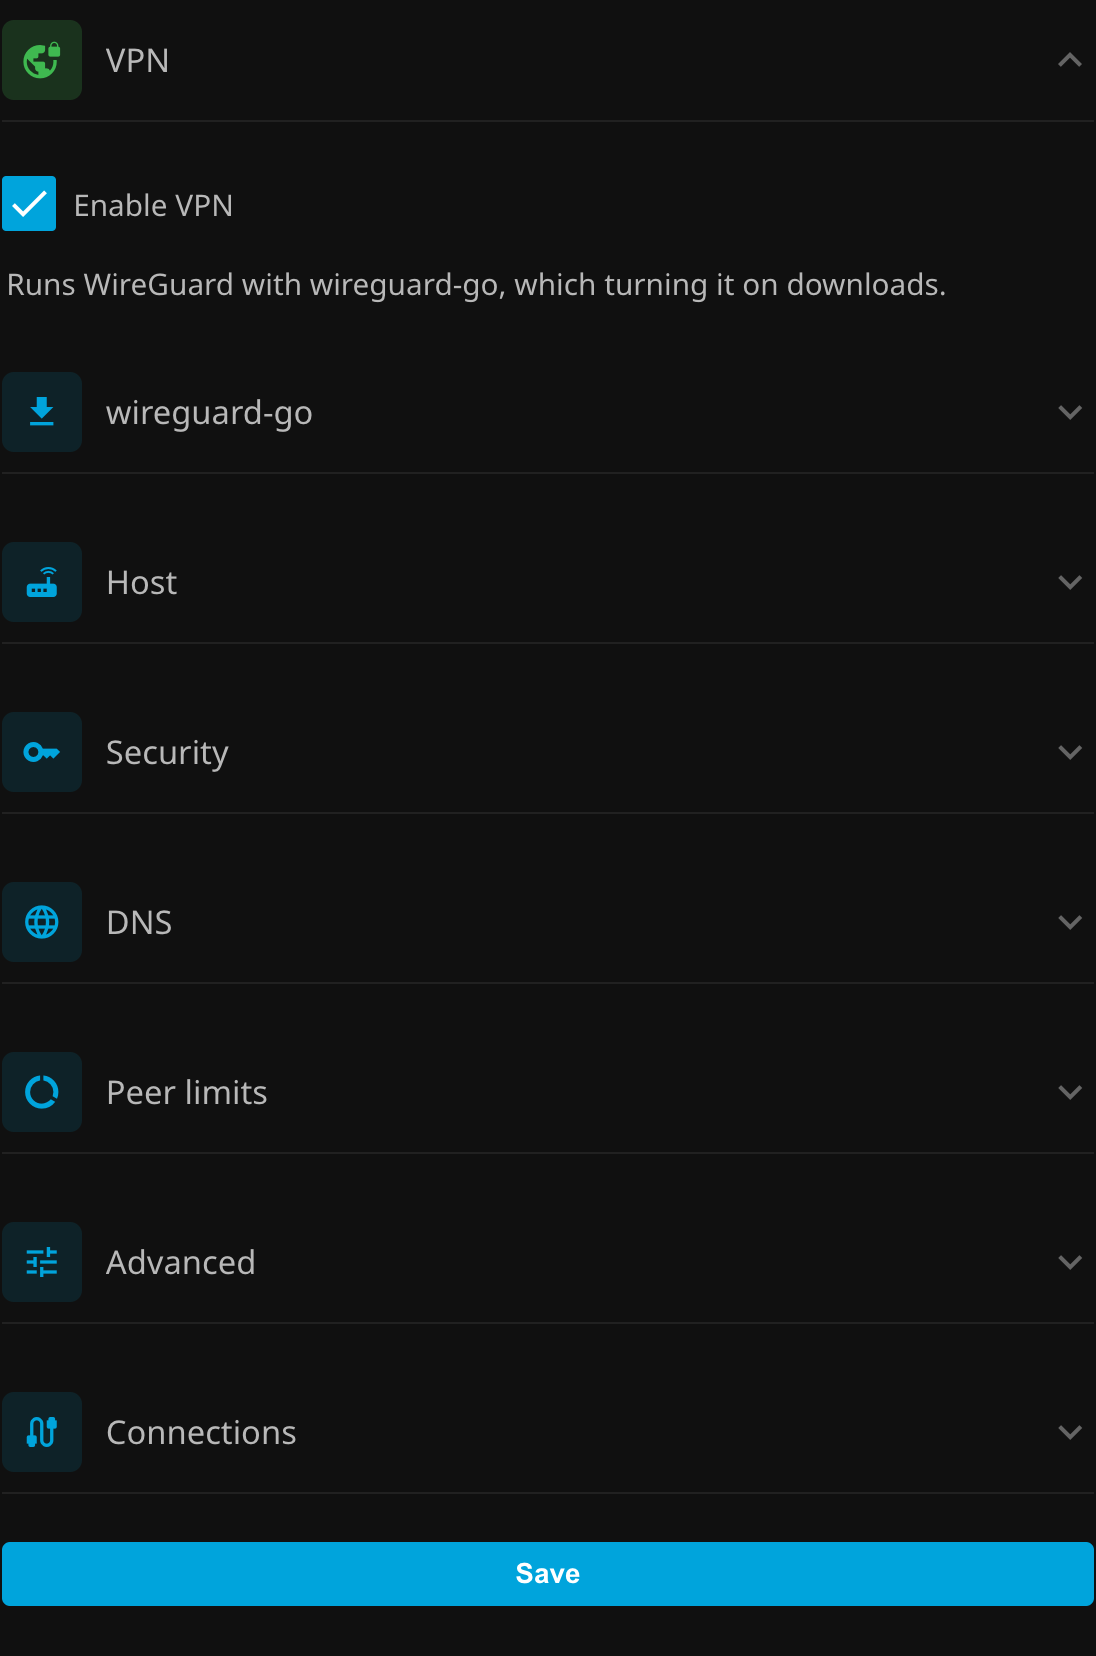 VPN
Enable VPN
Runs WireGuard with wireguard-go, which turning it on downloads.
wireguard-go
Host
Security
DNS
Peer limits
Advanced
Connections
Save